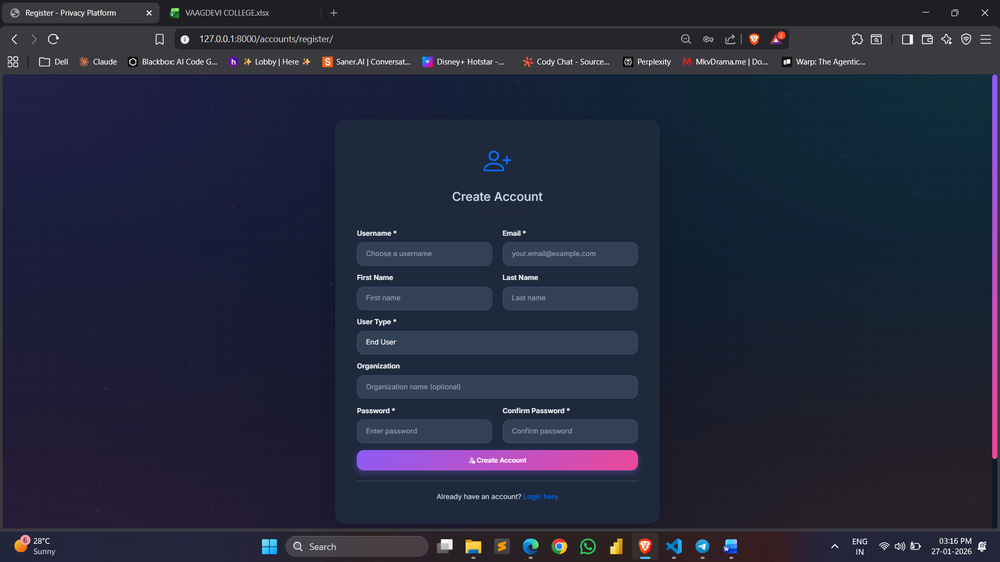 Register - Privacy Platform
VAAGDEVI COLLEGE.xlsx
127.0.0.1:8000/accounts/register/
2
Dell
Claude
Blackbox: AI Code G...
✨ Lobby | Here ✨
Saner.AI | Conversat...
Disney+ Hotstar -...
Cody Chat - Source...
Perplexity
MkvDrama.me | Do...
Warp: The Agentic...
Create Account
Username *
Email *
Choose a username
your.email@example.com
First Name
Last Name
First name
Last name
User Type *
End User
Organization
Organization name (optional)
Password *
Confirm Password *
Enter password
Confirm password
Create Account
Already have an account? Login here
6
28°C
Sunny
Search
ENG
IN
03:16 PM
27-01-2026